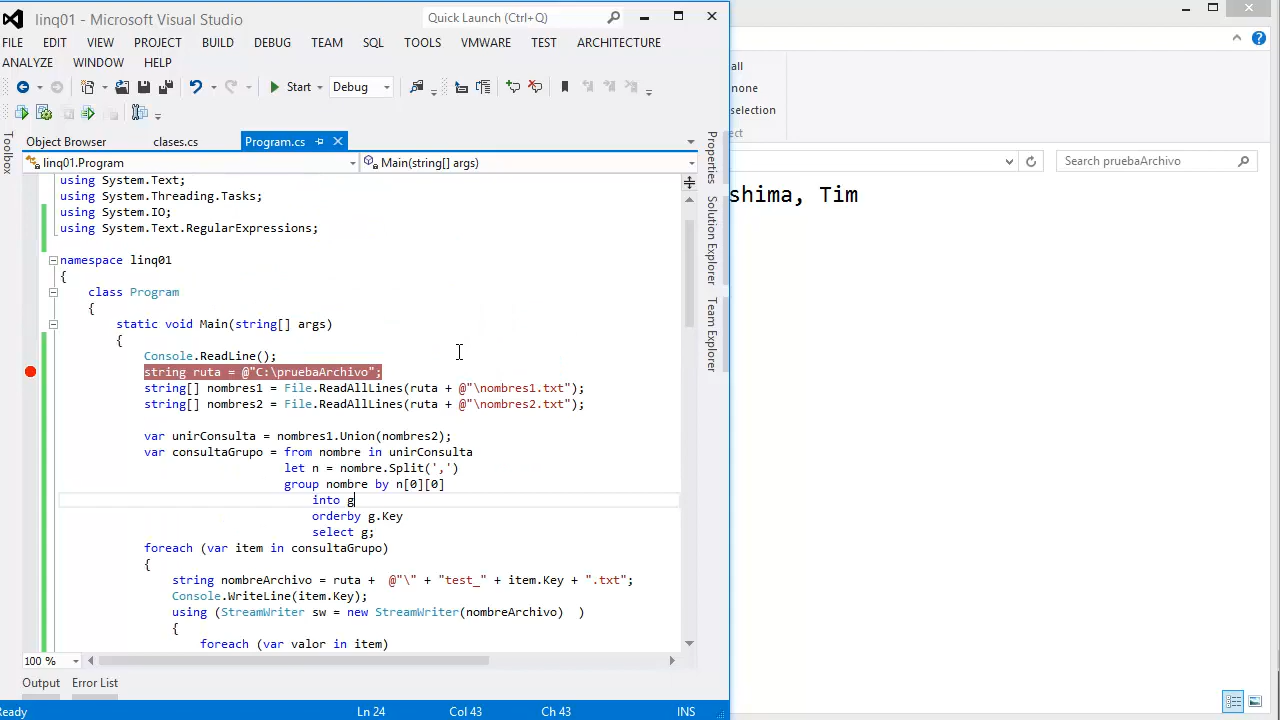 linq01 - Microsoft Visual Studio
Quick Launch (Ctrl+Q)
FILE EDIT VIEW PROJECT BUILD DEBUG TEAM SQL TOOLS VMWARE TEST ARCHITECTURE
ANALYZE WINDOW HELP
Start Debug
Object Browser clases.cs Program.cs
linq01.Program Main(string[] args)
using System.Text;
using System.Threading.Tasks;
using System.IO;
using System.Text.RegularExpressions;
namespace linq01
{
class Program
{
static void Main(string[] args)
{
Console.ReadLine();
string ruta = @"C:\pruebaArchivo";
string[] nombres1 = File.ReadAllLines(ruta + @"\nombres1.txt");
string[] nombres2 = File.ReadAllLines(ruta + @"\nombres2.txt");
var unirConsulta = nombres1.Union(nombres2);
var consultaGrupo = from nombre in unirConsulta
let n = nombre.Split(',')
group nombre by n[0][0]
into g
orderby g.Key
select g;
foreach (var item in consultaGrupo)
{
string nombreArchivo = ruta +  @"\" + "test_" + item.Key + ".txt";
Console.WriteLine(item.Key);
using (StreamWriter sw = new StreamWriter(nombreArchivo)  )
{
foreach (var valor in item)
100 %
Output Error List
Ready Ln 24 Col 43 Ch 43 INS
Toolbox
Properties
Solution Explorer
Team Explorer
all
none
selection
ect
Search pruebaArchivo
shima, Tim